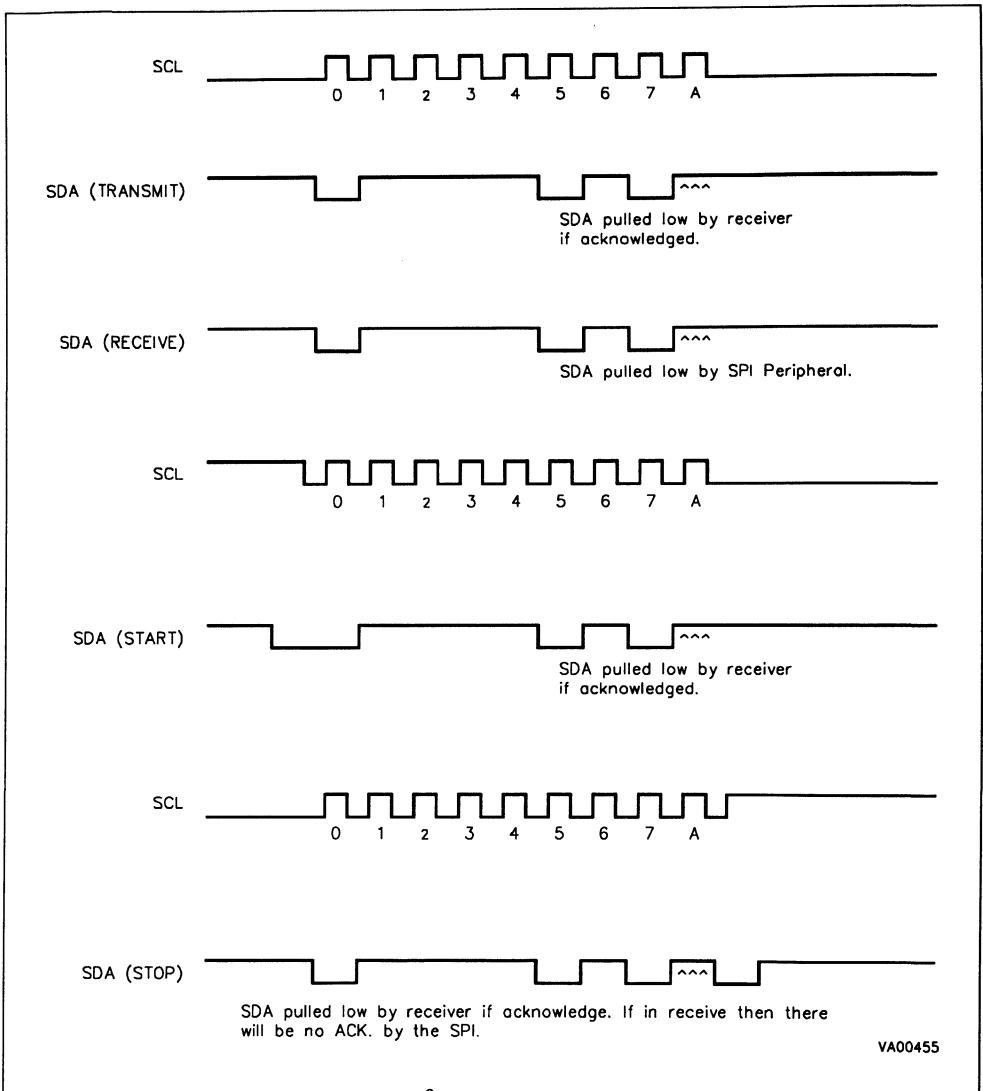 SCL
0 1 2 3 4 5 6 7 A
SDA (TRANSMIT)
^^^
SDA pulled low by receiver
if acknowledged.
SDA (RECEIVE)
^^^
SDA pulled low by SPI Peripheral.
SCL
0 1 2 3 4 5 6 7 A
SDA (START)
^^^
SDA pulled low by receiver
if acknowledged.
SCL
0 1 2 3 4 5 6 7 A
SDA (STOP)
^^^
SDA pulled low by receiver if acknowledge. If in receive then there
will be no ACK. by the SPI.
VA00455